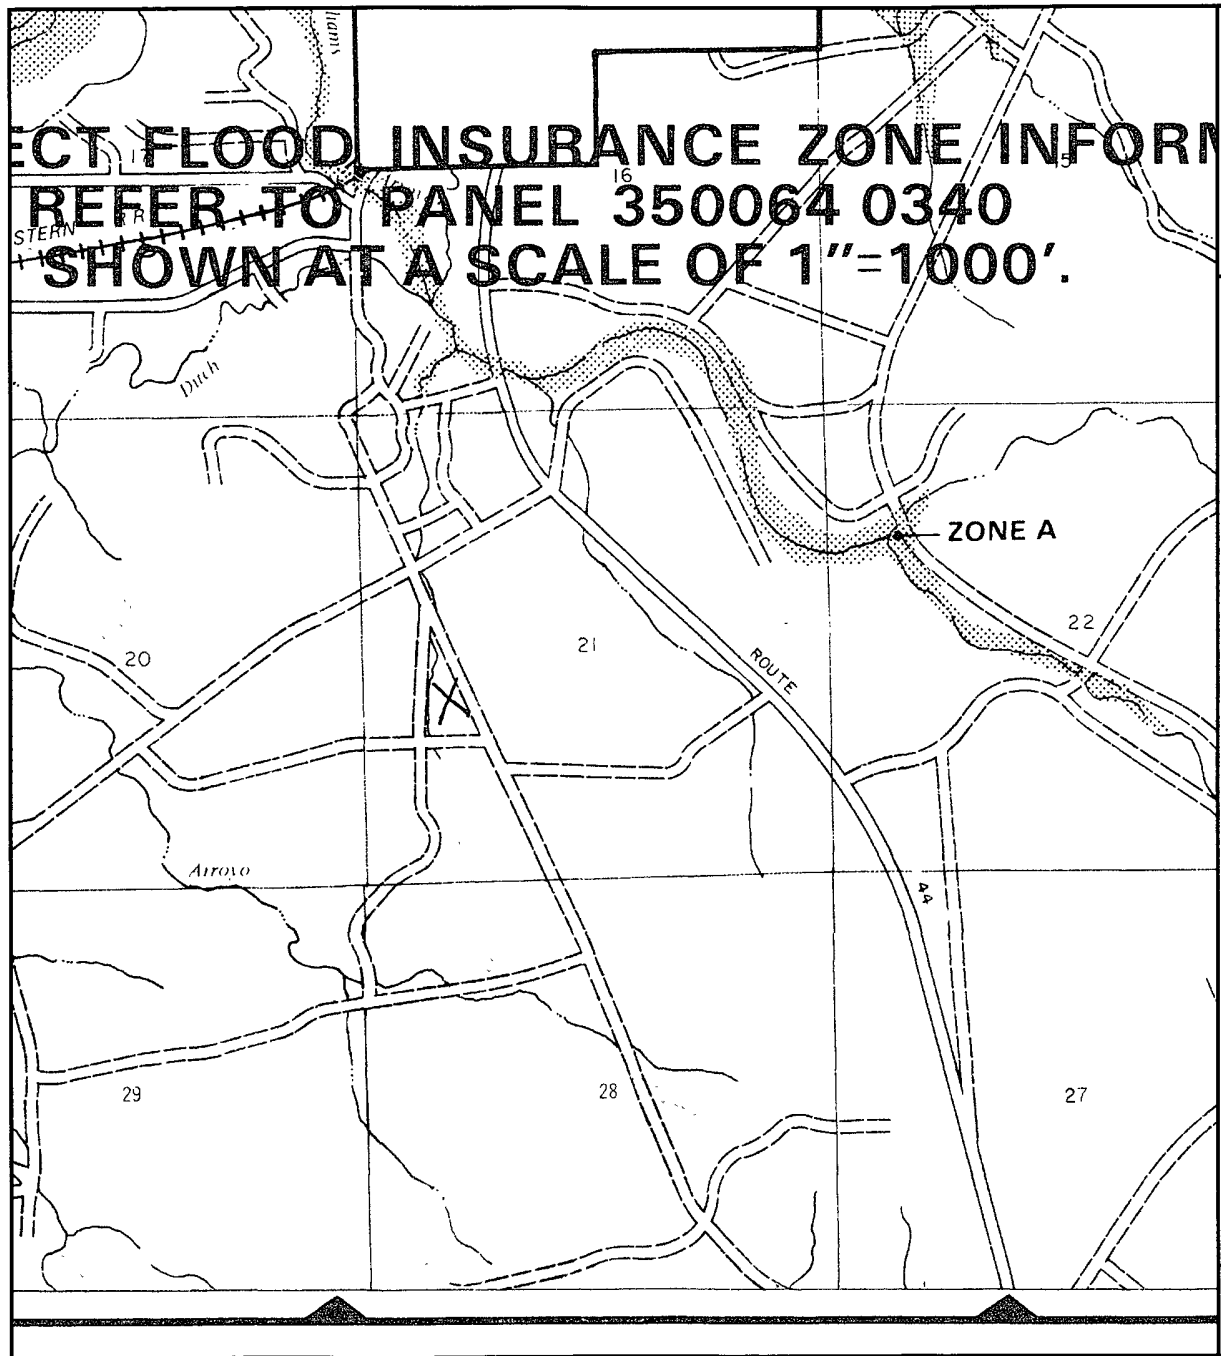 ECT FLOOD INSURANCE ZONE INFORM
16
15
REFER TO PANEL 350064 0340
STERN
SHOWN AT A SCALE OF 1"=1000'.
Ditch
ZONE A
22
21
20
ROUTE
Arroyo
44
29
28
27